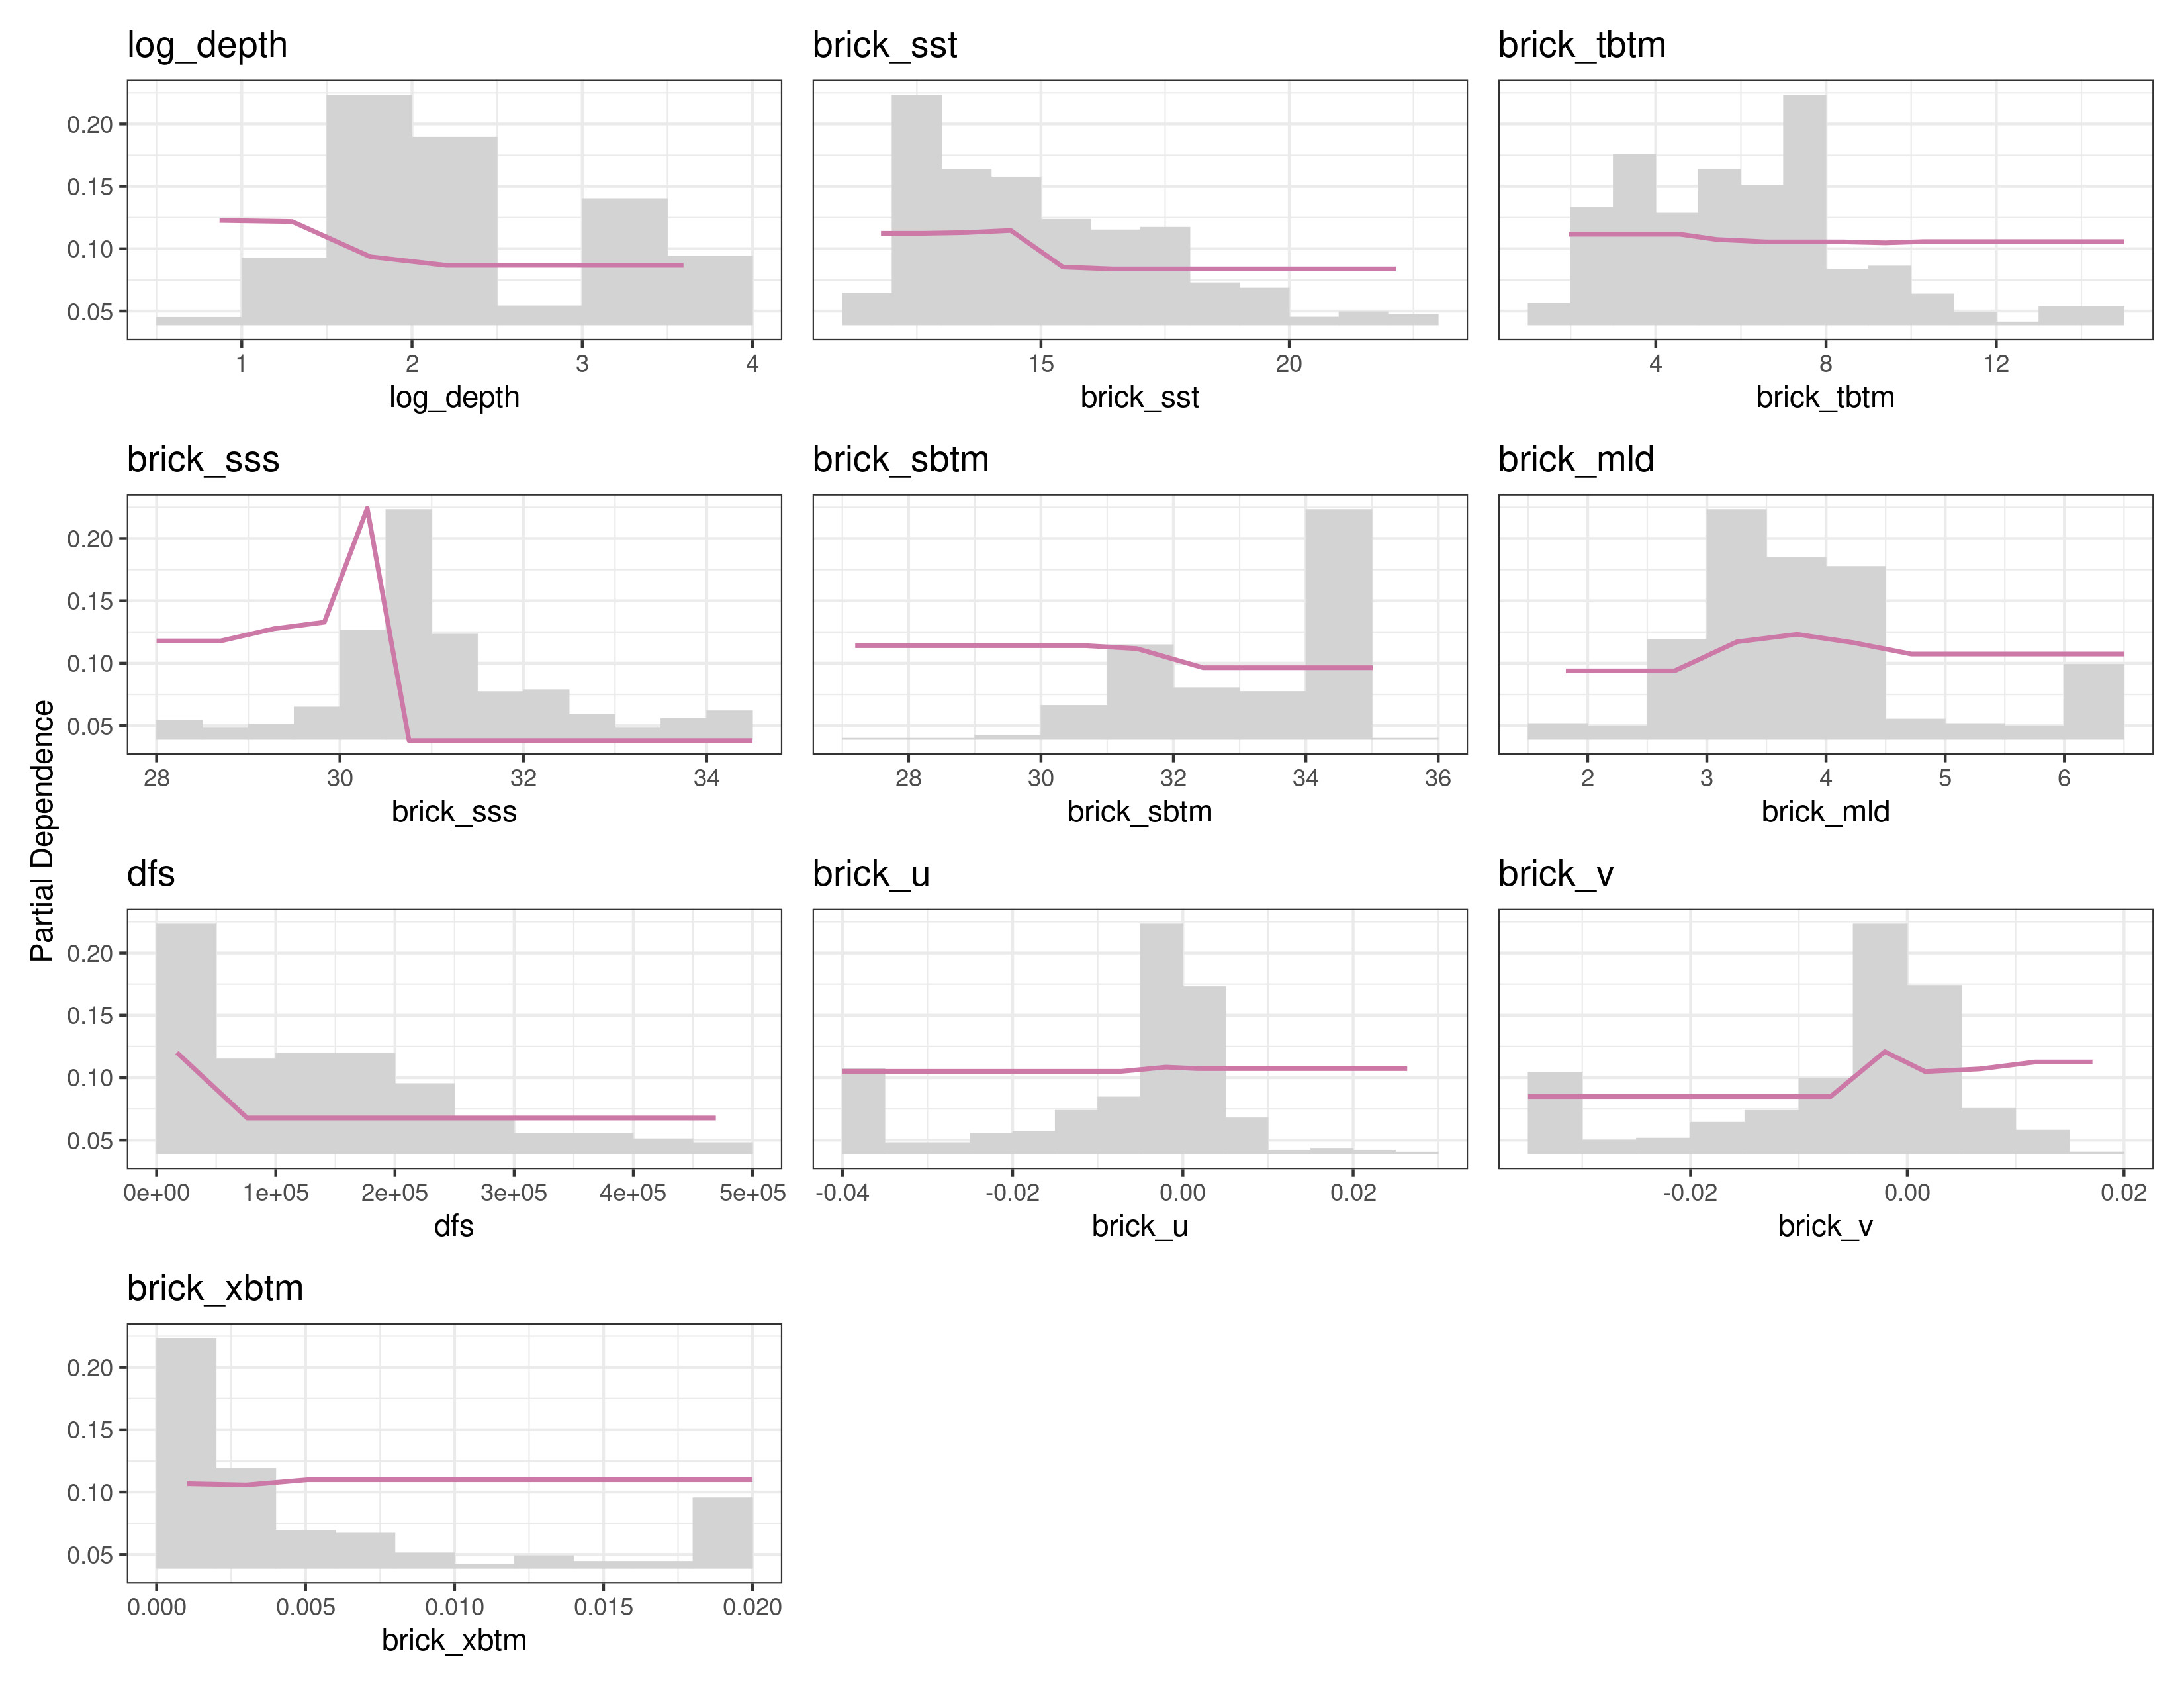 log_depth brick_sst brick_tbtm
0.20
0.15
0.10
0.05
1 2 3 4 15 20 4 8 12
log_depth brick_sst brick_tbtm
brick_sss brick_sbtm brick_mld
0.20
0.15
0.10
0.05
28 30 32 34 28 30 32 34 36 2 3 4 5 6
brick_sss brick_sbtm brick_mld
Partial Dependence
dfs brick_u brick_v
0.20
0.15
0.10
0.05
0e+00 1e+05 2e+05 3e+05 4e+05 5e+05 -0.04 -0.02 0.00 0.02 -0.02 0.00 0.02
dfs brick_u brick_v
brick_xbtm
0.20
0.15
0.10
0.05
0.000 0.005 0.010 0.015 0.020
brick_xbtm